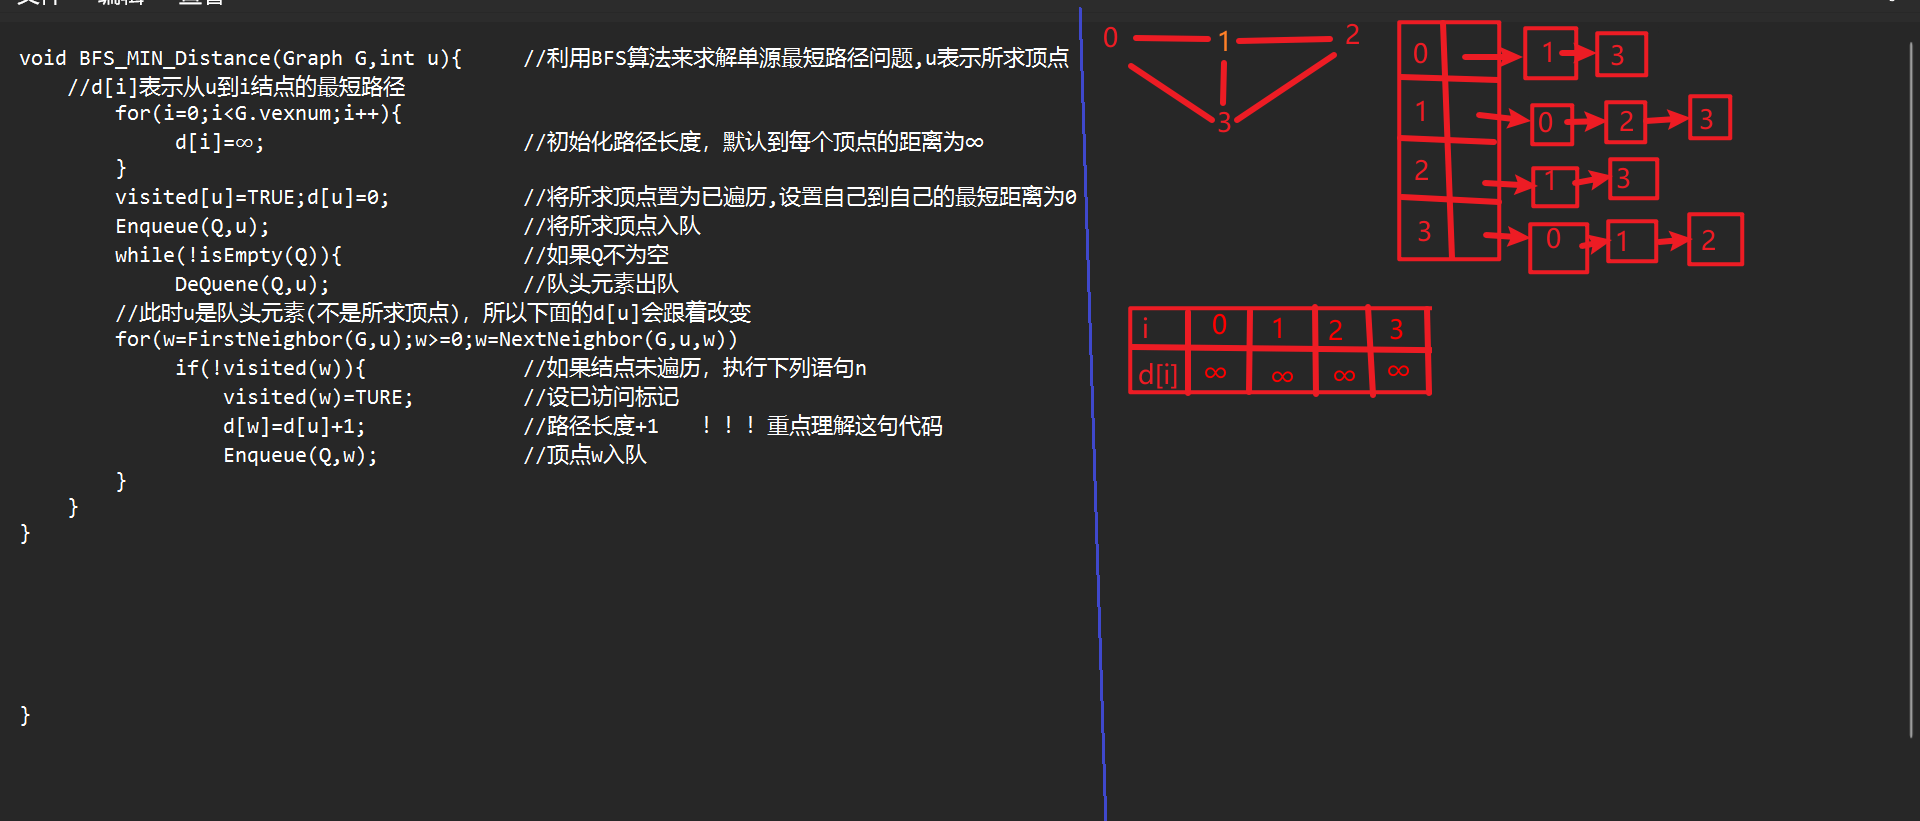 void BFS_MIN_Distance(Graph G,int u){ //利用BFS算法来求解单源最短路径问题,u表示所求顶点
//d[i]表示从u到i结点的最短路径
for(i=0;i<G.vexnum;i++){
d[i]=∞; //初始化路径长度，默认到每个顶点的距离为∞
}
visited[u]=TRUE;d[u]=0; //将所求顶点置为已遍历,设置自己到自己的最短距离为0
Enqueue(Q,u); //将所求顶点入队
while(!isEmpty(Q)){ //如果Q不为空
DeQuene(Q,u); //队头元素出队
//此时u是队头元素(不是所求顶点)，所以下面的d[u]会跟着改变
for(w=FirstNeighbor(G,u);w>=0;w=NextNeighbor(G,u,w))
if(!visited(w)){ //如果结点未遍历，执行下列语句n
visited(w)=TURE; //设已访问标记
d[w]=d[u]+1; //路径长度+1 ！！！重点理解这句代码
Enqueue(Q,w); //顶点w入队
}
}
}
}
0 1 2
3
0 1 3
1 0 2 3
2 1 3
3 0 1 2
i 0 1 2 3
d[i] ∞ ∞ ∞ ∞